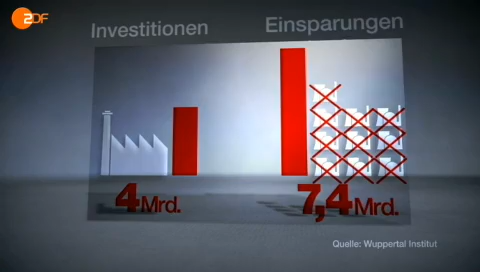 ZDF
Investitionen
Einsparungen
4 Mrd.
7,4 Mrd.
Quelle: Wuppertal Institut